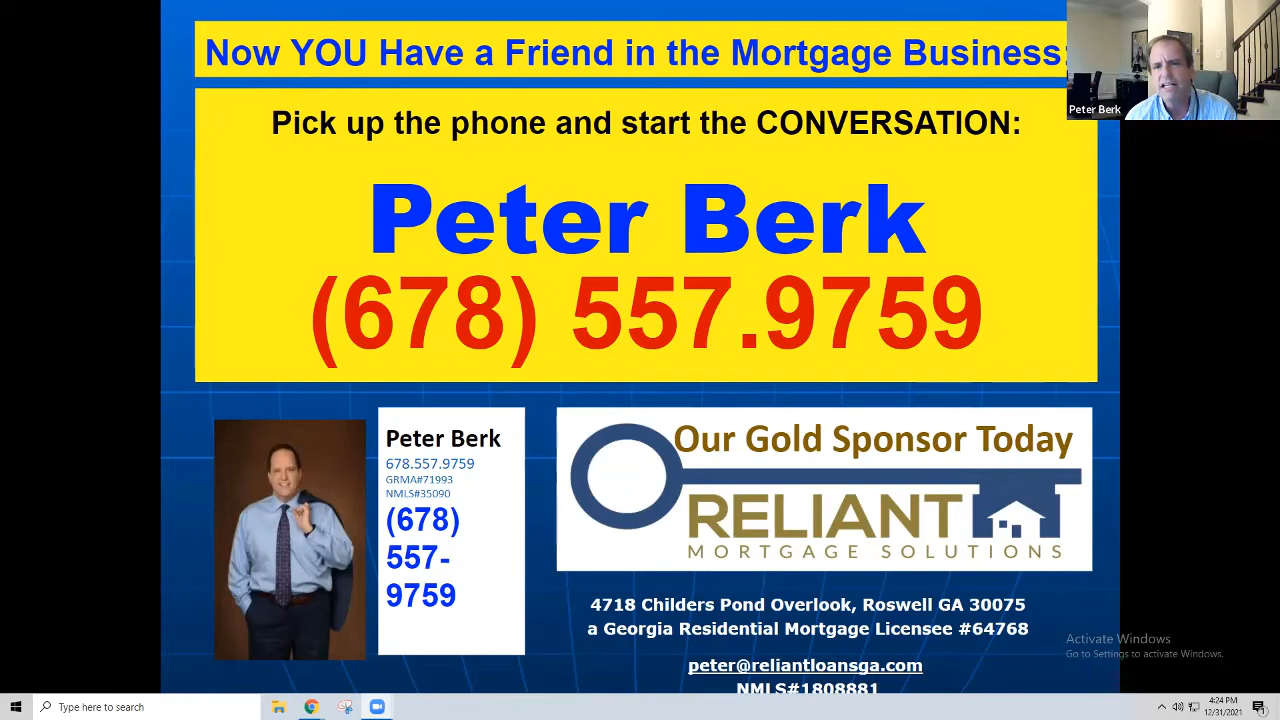 Now YOU Have a Friend in the Mortgage Business:
Peter Berk
Pick up the phone and start the CONVERSATION:
Peter Berk
(678) 557.9759
Peter Berk
678.557.9759
GRMA#71993
NMLS#35090
(678)
557-
9759
Our Gold Sponsor Today
RELIANT
MORTGAGE SOLUTIONS
4718 Childers Pond Overlook, Roswell GA 30075
a Georgia Residential Mortgage Licensee #64768
peter@reliantloansga.com
NMLS#1808881
Activate Windows
Go to Settings to activate Windows.
Type here to search
4:24 PM
12/31/2021
1